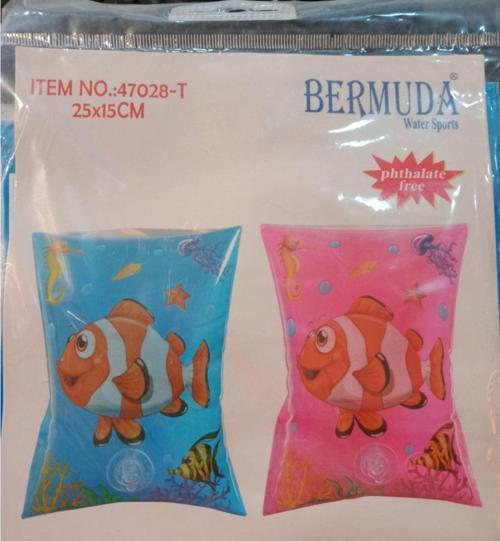 ITEM NO.:47028-T
25x15CM
BERMUDA®
Water Sports
phthalate
free